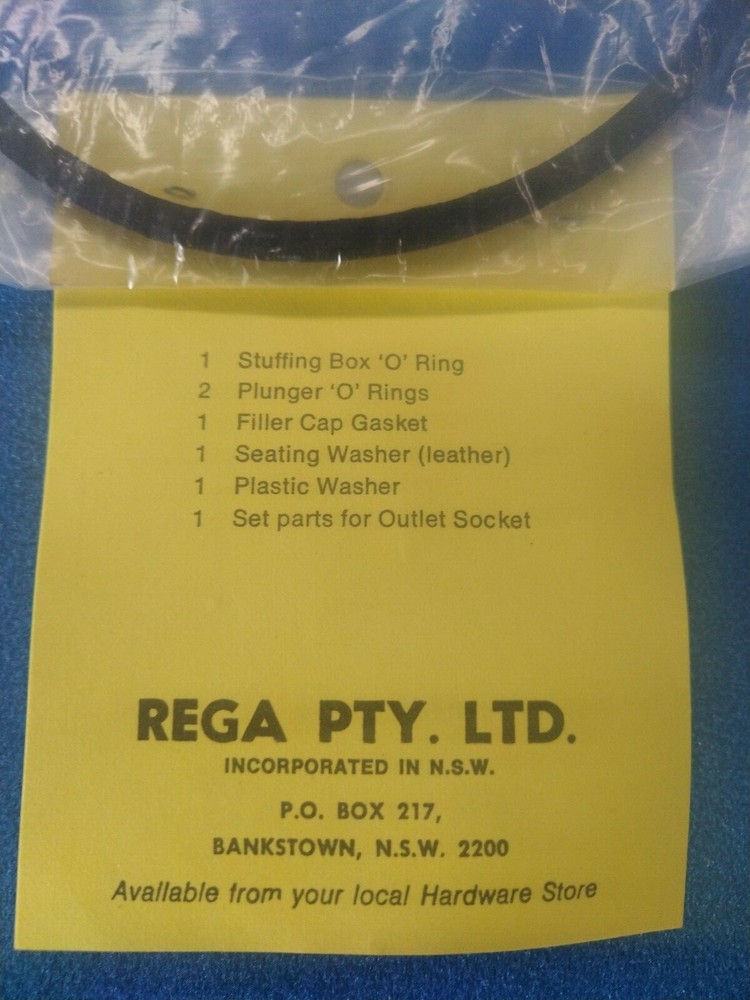 1 Stuffing Box ‘O’ Ring
2 Plunger ‘O’ Rings
1 Filler Cap Gasket
1 Seating Washer (leather)
1 Plastic Washer
1 Set parts for Outlet Socket
REGA PTY. LTD.
INCORPORATED IN N.S.W.
P.O. BOX 217,
BANKSTOWN, N.S.W. 2200
Available from your local Hardware Store